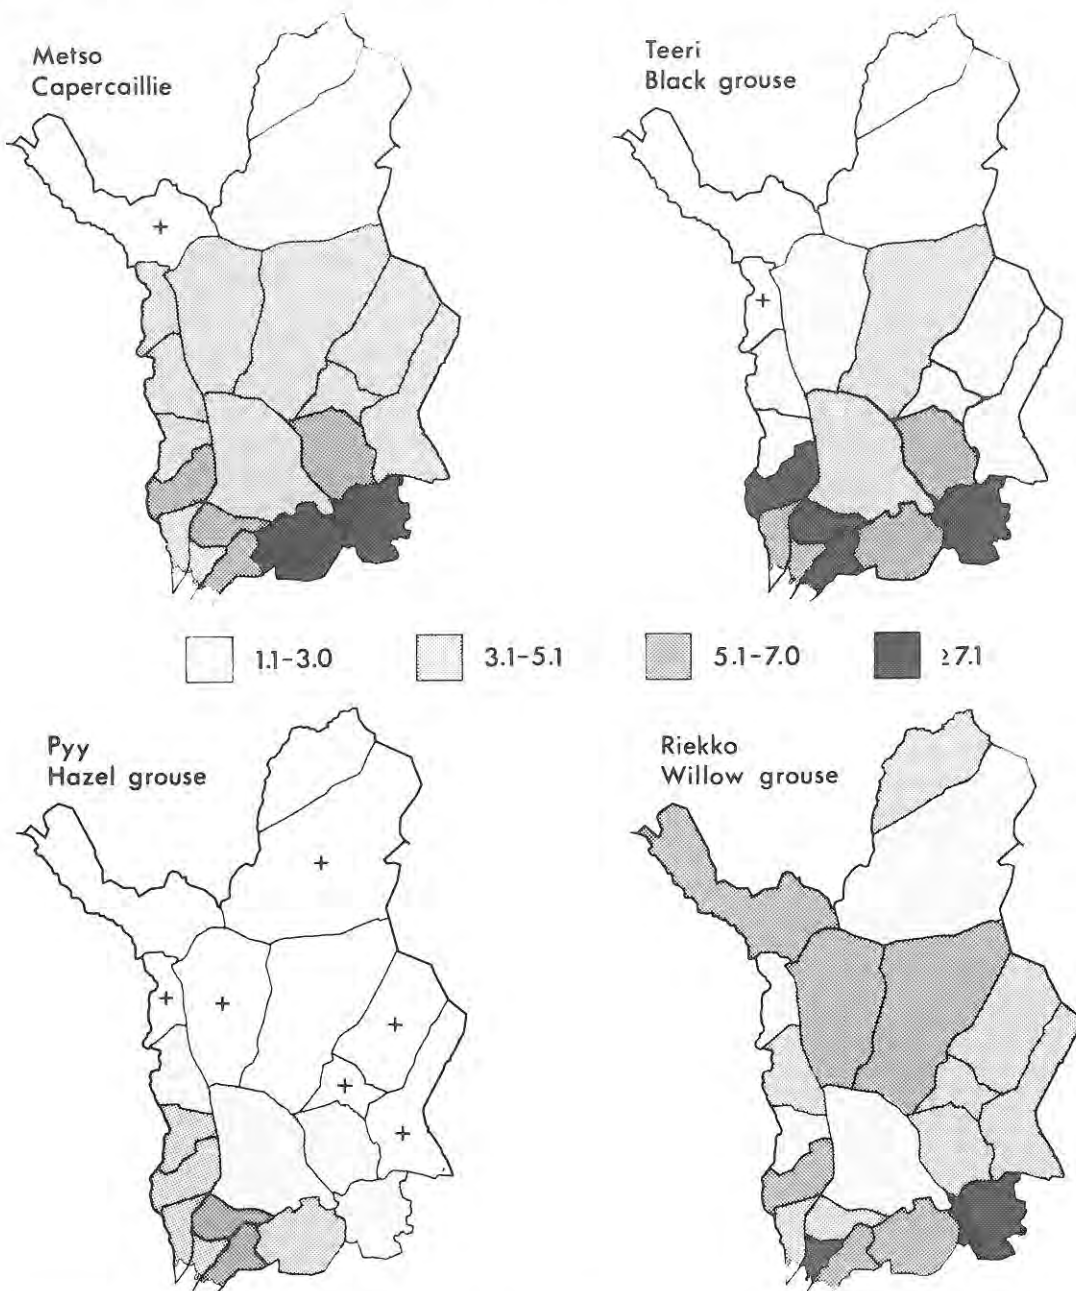 Metso
Capercaillie
Teeri
Black grouse
+
+
1.1–3.0
3.1–5.1
5.1–7.0
≥7.1
Pyy
Hazel grouse
Riekko
Willow grouse
+
+
+
+
+
+